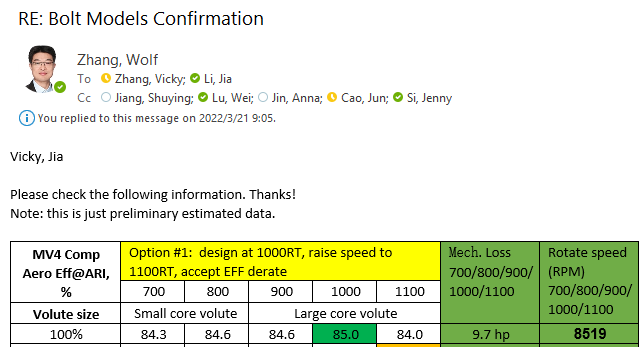 RE: Bolt Models Confirmation
Zhang, Wolf
To Zhang, Vicky; Li, Jia
Cc Jiang, Shuying; Lu, Wei; Jin, Anna; Cao, Jun; Si, Jenny
You replied to this message on 2022/3/21 9:05.
Vicky, Jia
Please check the following information. Thanks!
Note: this is just preliminary estimated data.
MV4 Comp
Aero Eff@ARI,
%
Option #1: design at 1000RT, raise speed to
1100RT, accept EFF derate
Mech. Loss
700/800/900/
1000/1100
Rotate speed
(RPM)
700/800/900/
1000/1100
700 800 900 1000 1100
Volute size Small core volute Large core volute
100% 84.3 84.6 84.6 85.0 84.0 9.7 hp 8519